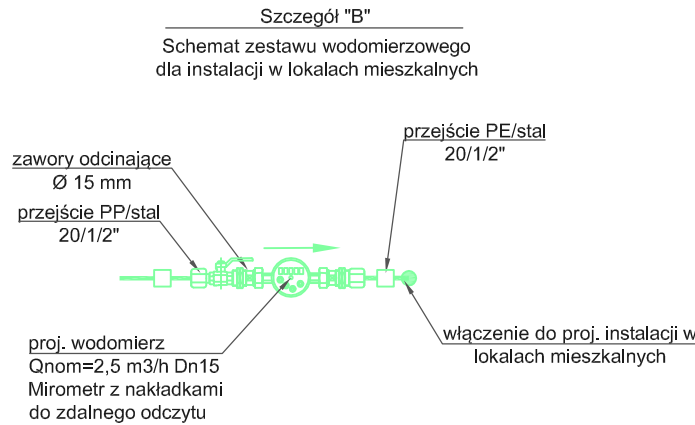 Szczegół "B"
Schemat zestawu wodomierzowego
dla instalacji w lokalach mieszkalnych
przejście PE/stal
20/1/2"
zawory odcinające
Ø 15 mm
przejście PP/stal
20/1/2"
proj. wodomierz
Qnom=2,5 m3/h Dn15
Mirometr z nakładkami
do zdalnego odczytu
włączenie do proj. instalacji w
lokalach mieszkalnych